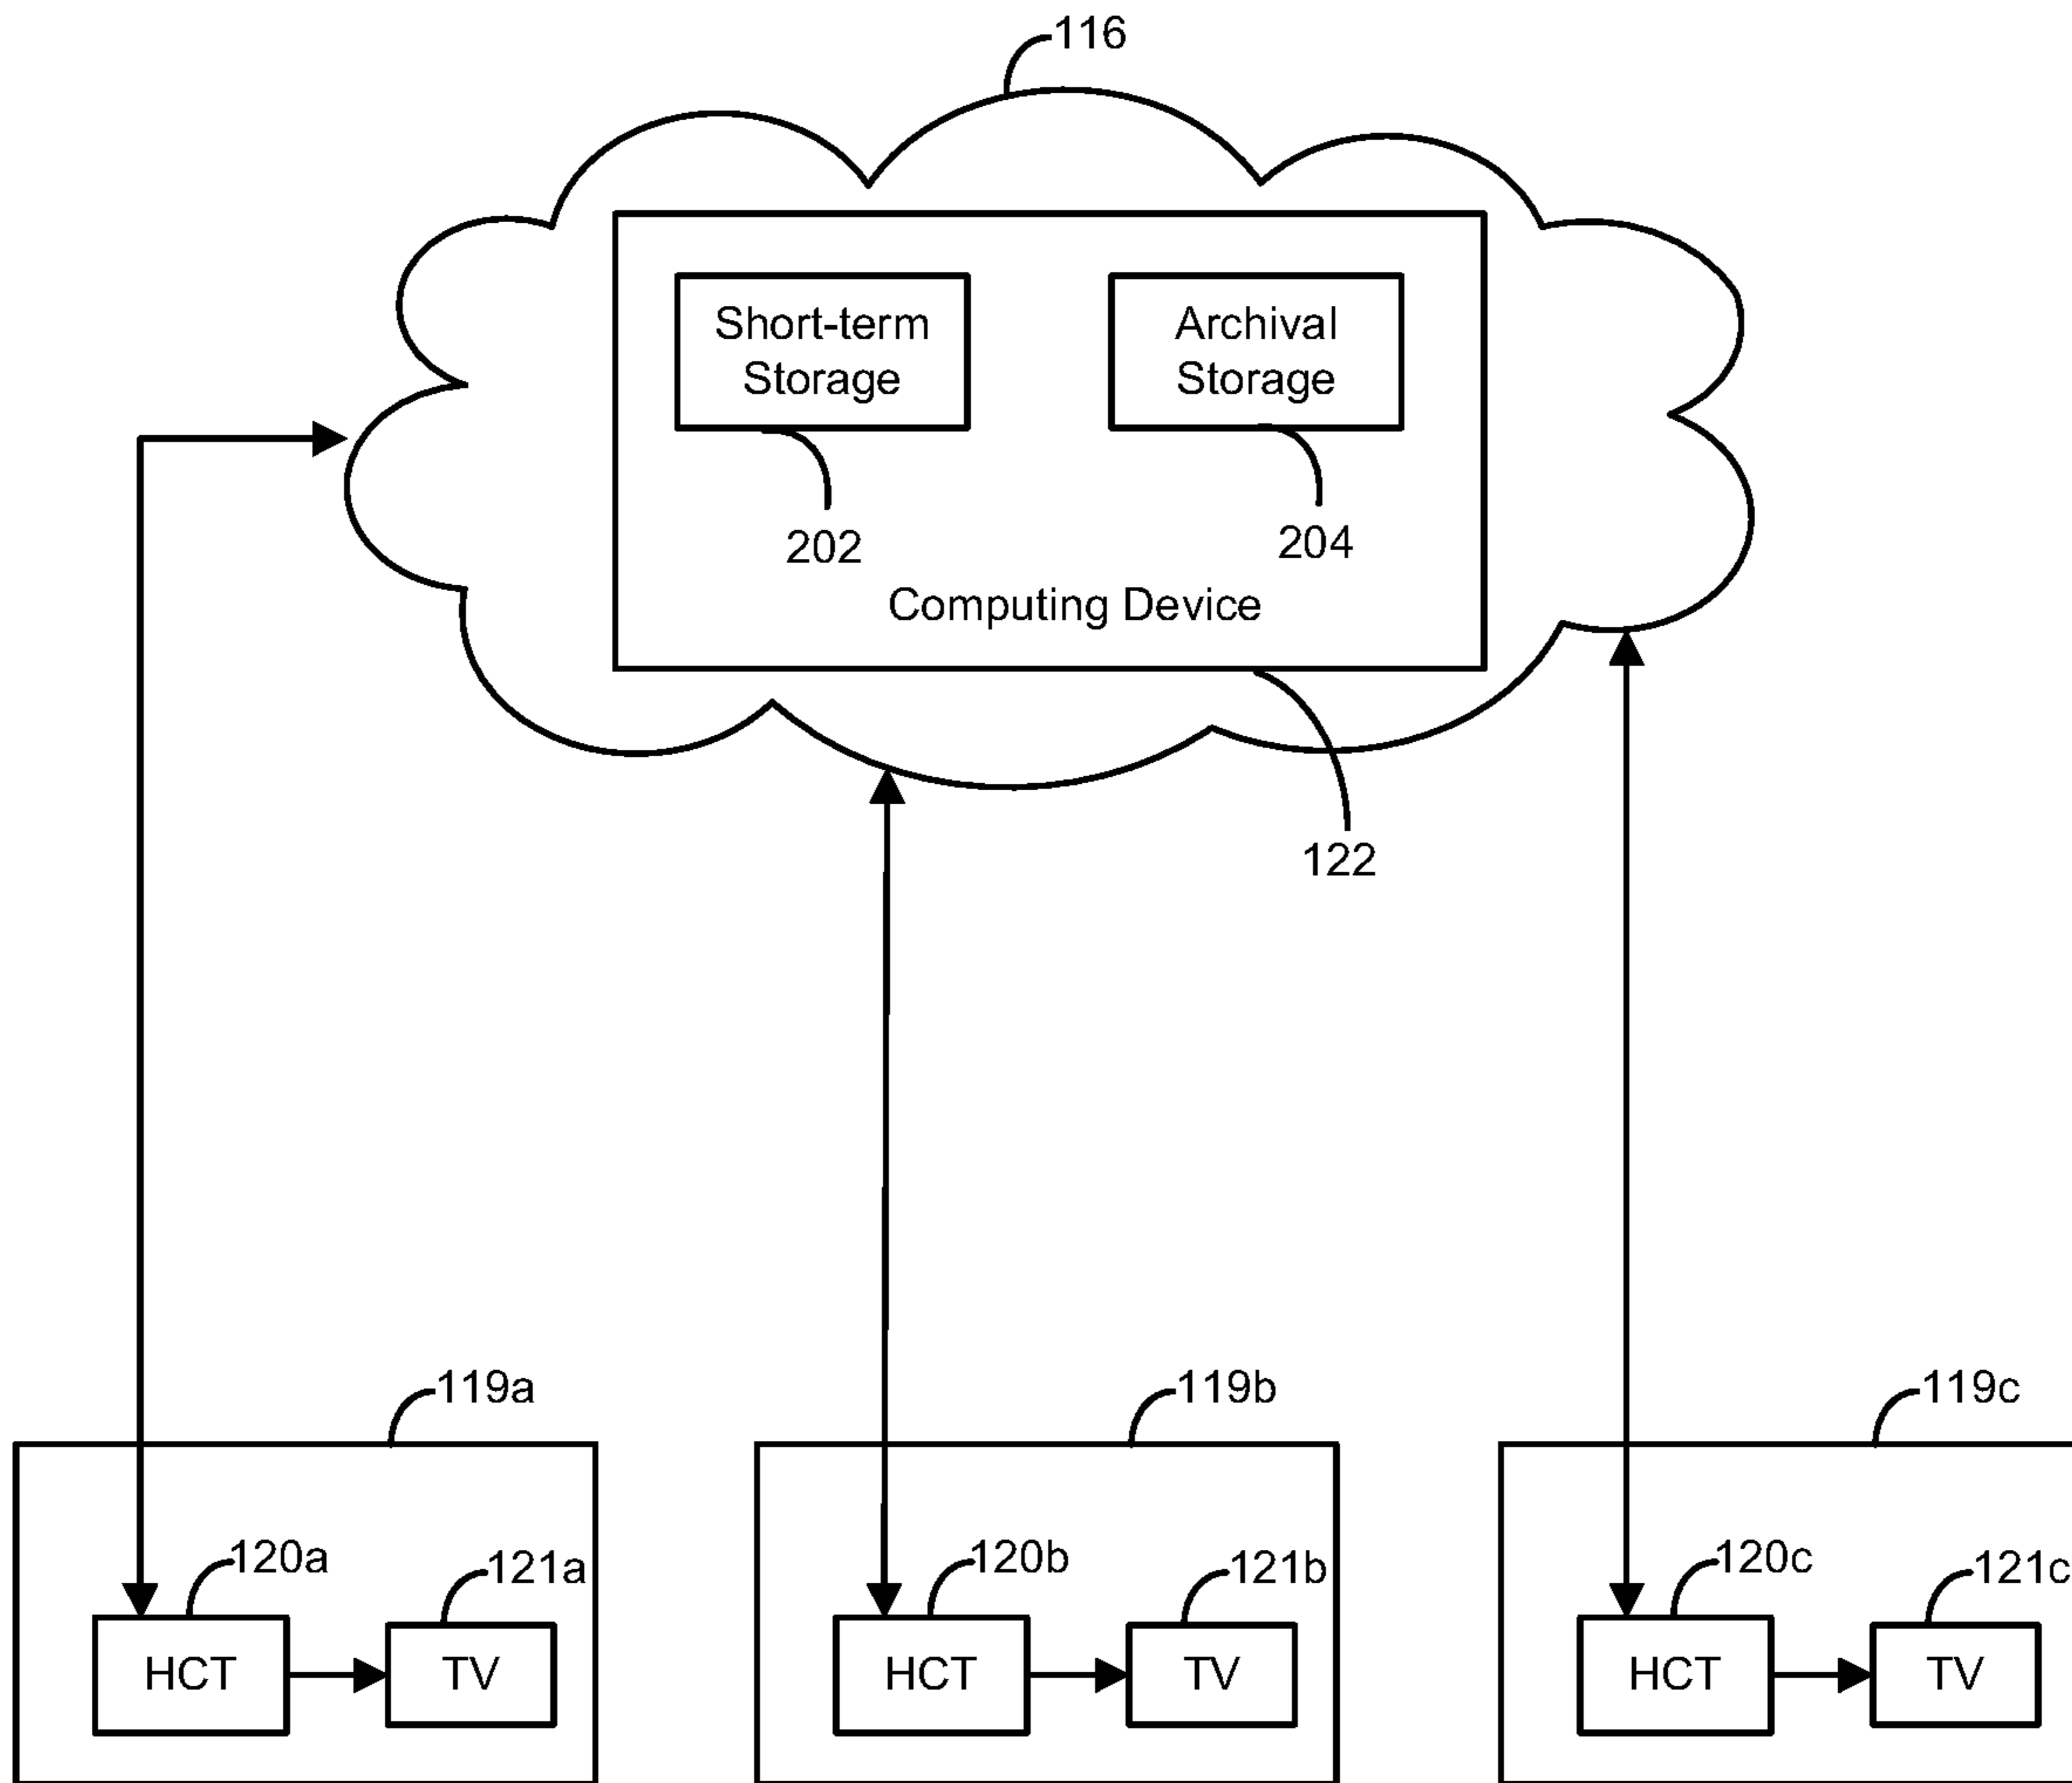 116
Short-term
Storage
Archival
Storage
202
204
Computing Device
122
119a
119b
119c
120a
121a
120b
121b
120c
121c
HCT
TV
HCT
TV
HCT
TV